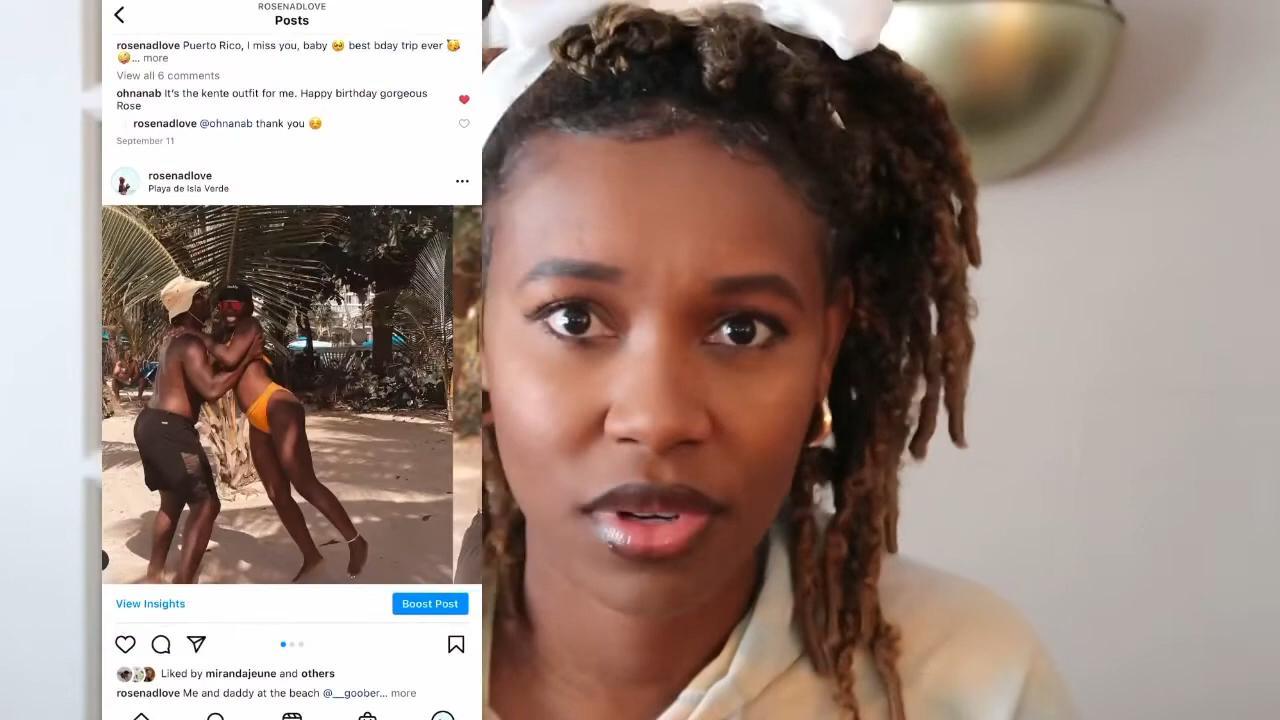 ROSENADLOVE
Posts
rosenadlove Puerto Rico, I miss you, baby 🥺 best bday trip ever 🥳
🤪... more
View all 6 comments
ohnanab It's the kente outfit for me. Happy birthday gorgeous
Rose
rosenadlove @ohnanab thank you ☺️
September 11
rosenadlove
Playa de Isla Verde
View Insights
Boost Post
Liked by mirandajeune and others
rosenadlove Me and daddy at the beach @__goober... more